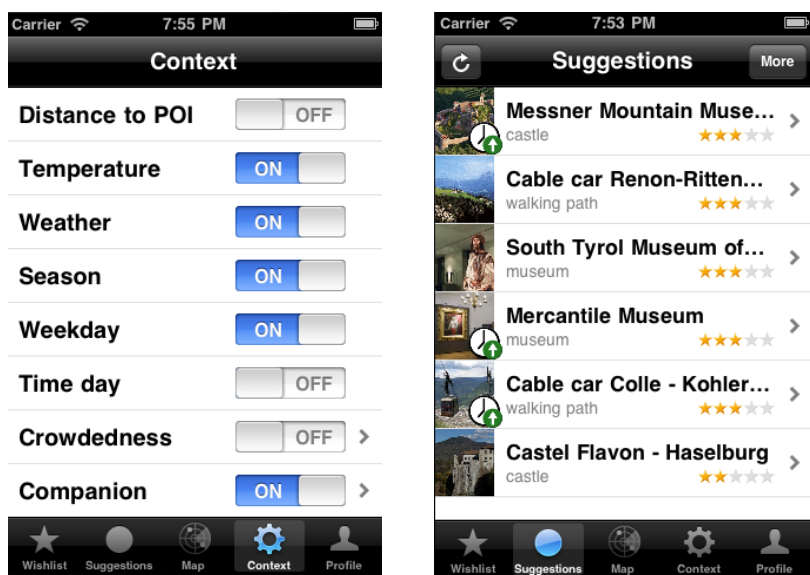 Carrier 7:55 PM
Context
Distance to POI OFF
Temperature ON
Weather ON
Season ON
Weekday ON
Time day OFF
Crowdedness OFF
Companion ON
Wishlist Suggestions Map Context Profile
Carrier 7:53 PM
Suggestions More
Messner Mountain Muse...
castle
Cable car Renon-Ritten...
walking path
South Tyrol Museum of...
museum
Mercantile Museum
museum
Cable car Colle - Kohler...
walking path
Castel Flavon - Haselburg
castle
Wishlist Suggestions Map Context Profile